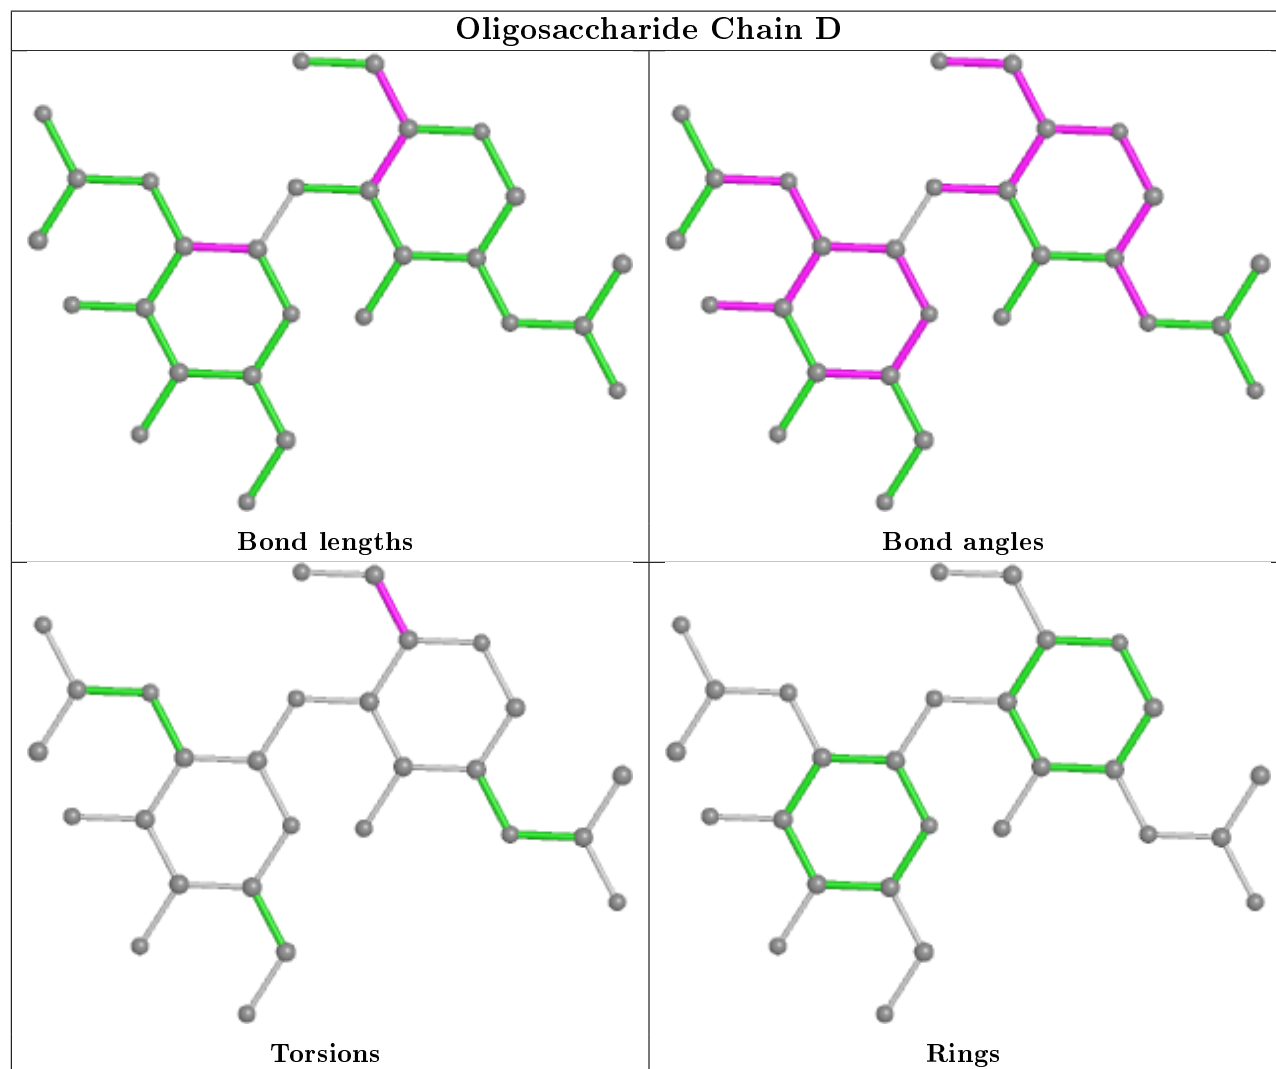 Oligosaccharide Chain D
Bond lengths
Bond angles
Torsions
Rings